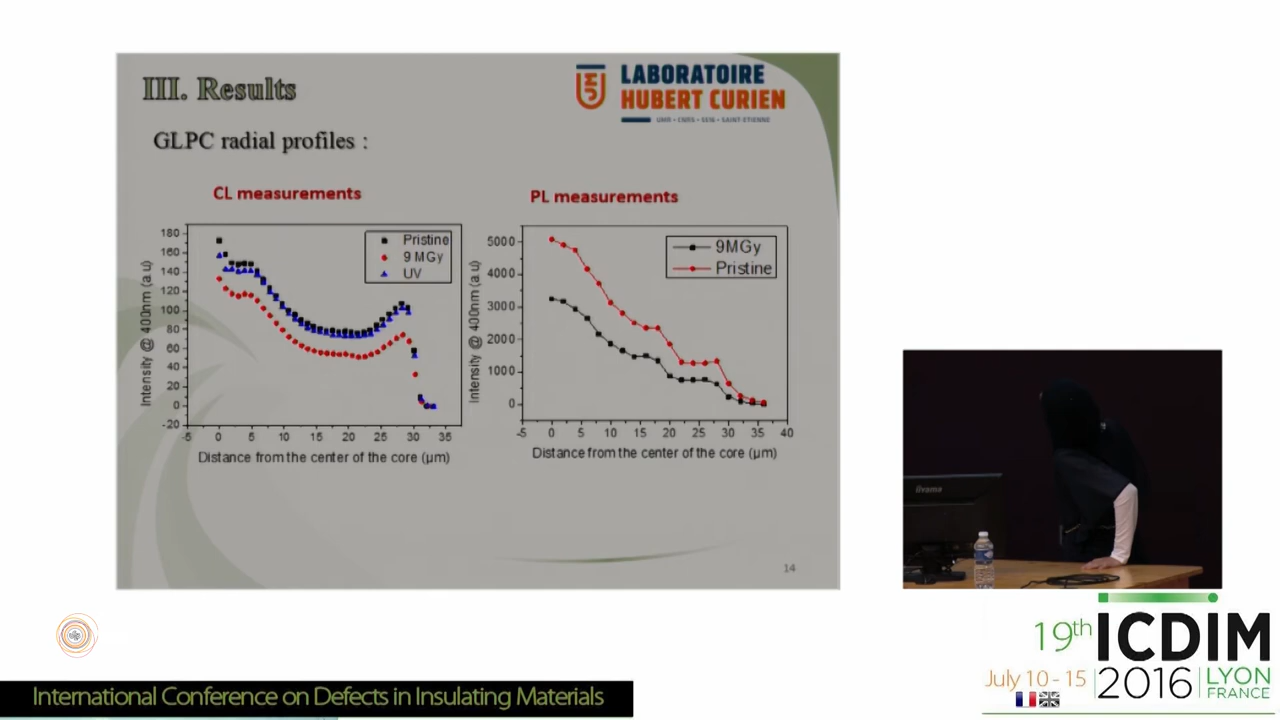 III. Results
LABORATOIRE
HUBERT CURIEN
UMR • CNRS • 5516 • SAINT-ETIENNE
GLPC radial profiles :
CL measurements
PL measurements
Intensity @ 400nm (a.u)
180
160
140
120
100
80
60
40
20
0
-20
Pristine
9 MGy
UV
-5 0 5 10 15 20 25 30 35
Distance from the center of the core (µm)
Intensity @ 400nm (a.u)
5000
4000
3000
2000
1000
0
9MGy
Pristine
-5 0 5 10 15 20 25 30 40
Distance from the center of the core (µm)
14
iiyama
19th ICDIM
July 10 - 15 2016 LYON
FRANCE
International Conference on Defects in Insulating Materials